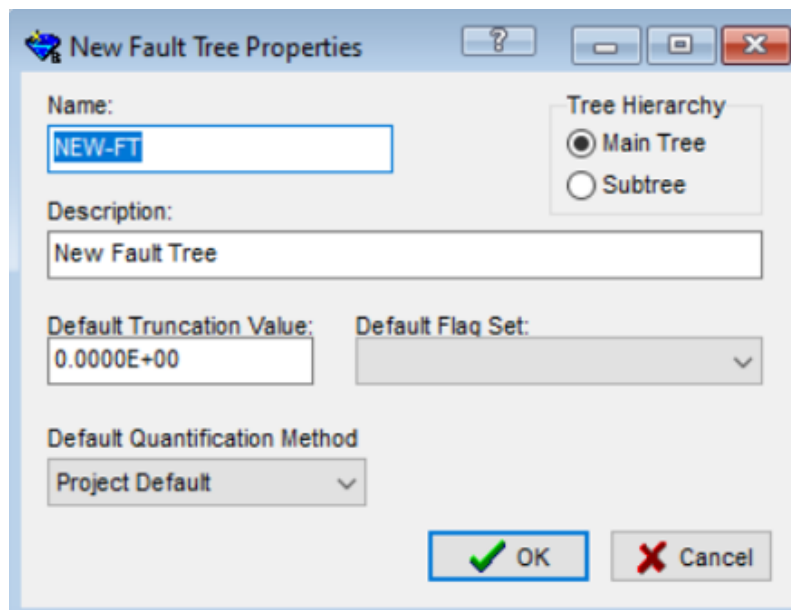 New Fault Tree Properties
Name:
NEW-FT
Tree Hierarchy
Main Tree
Subtree
Description:
New Fault Tree
Default Truncation Value:
0.0000E+00
Default Flag Set:
Default Quantification Method
Project Default
OK
Cancel